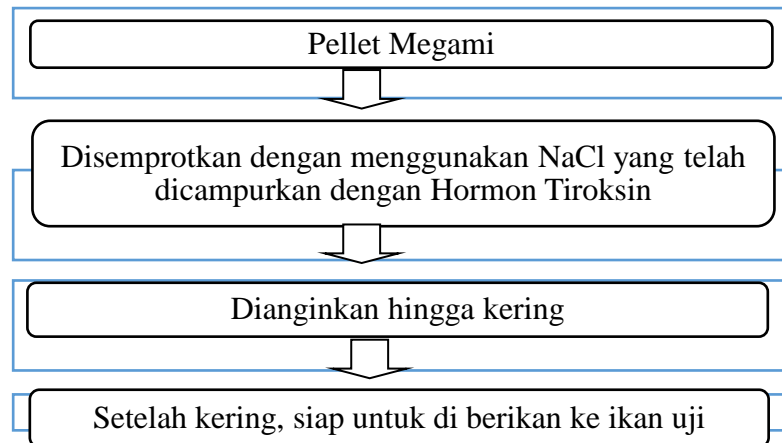 Pellet Megami
Disemprotkan dengan menggunakan NaCl yang telah
dicampurkan dengan Hormon Tiroksin
Dianginkan hingga kering
Setelah kering, siap untuk di berikan ke ikan uji